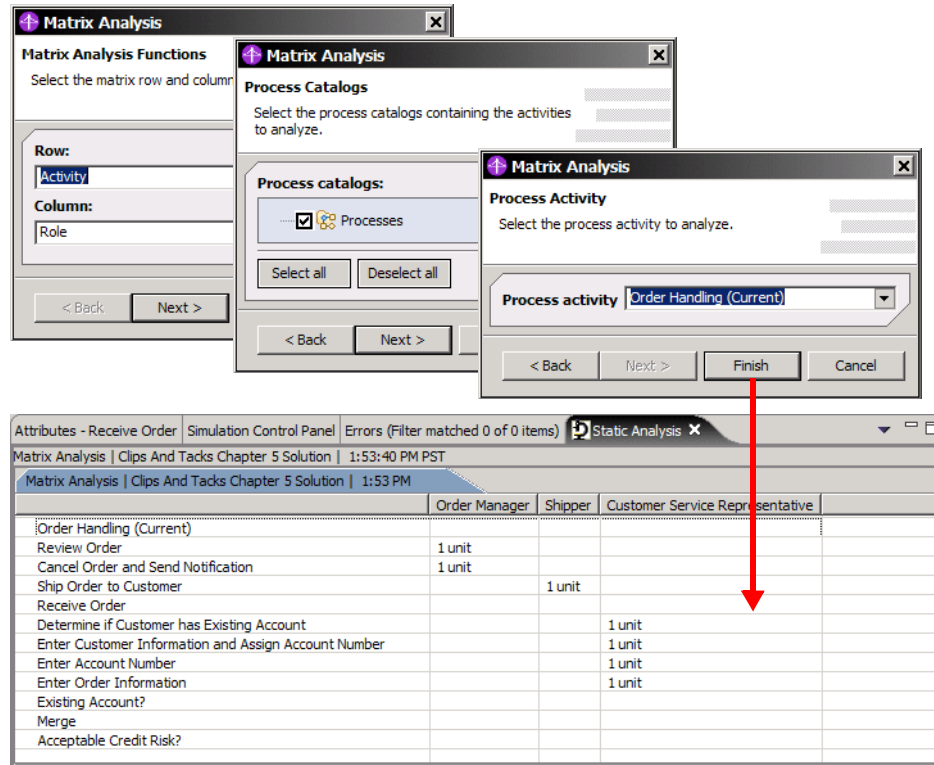 Matrix Analysis
Matrix Analysis Functions
Select the matrix row and column
Row:
Activity
Column:
Role
< Back Next >
Matrix Analysis
Process Catalogs
Select the process catalogs containing the activities
to analyze.
Process catalogs:
Processes
Select all Deselect all
< Back Next >
Matrix Analysis
Process Activity
Select the process activity to analyze.
Process activity Order Handling (Current)
< Back Next > Finish Cancel
Attributes - Receive Order Simulation Control Panel Errors (Filter matched 0 of 0 items) Static Analysis
Matrix Analysis | Clips And Tacks Chapter 5 Solution | 1:53:40 PM PST
Matrix Analysis | Clips And Tacks Chapter 5 Solution | 1:53 PM
Order Manager Shipper Customer Service Representative
Order Handling (Current)
Review Order 1 unit
Cancel Order and Send Notification 1 unit
Ship Order to Customer 1 unit
Receive Order
Determine if Customer has Existing Account 1 unit
Enter Customer Information and Assign Account Number 1 unit
Enter Account Number 1 unit
Enter Order Information 1 unit
Existing Account?
Merge
Acceptable Credit Risk?